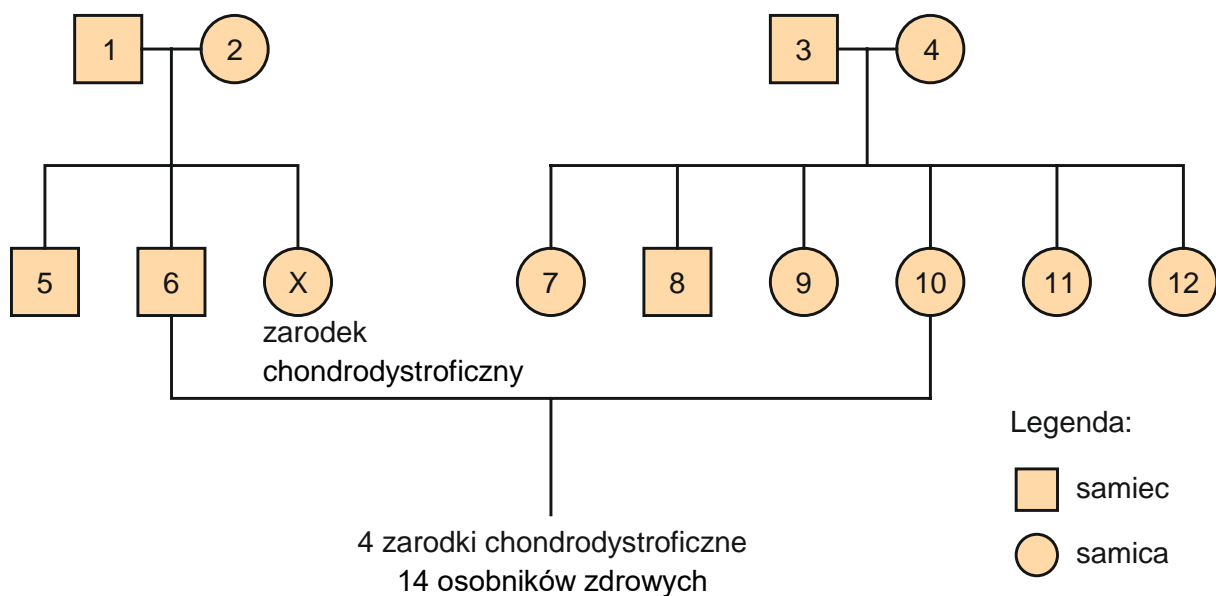 1
2
3
4
5
6
X
7
8
9
10
11
12
zarodek
chondrodystroficzny
Legenda:
samiec
samica
4 zarodki chondrodystroficzne
14 osobników zdrowych